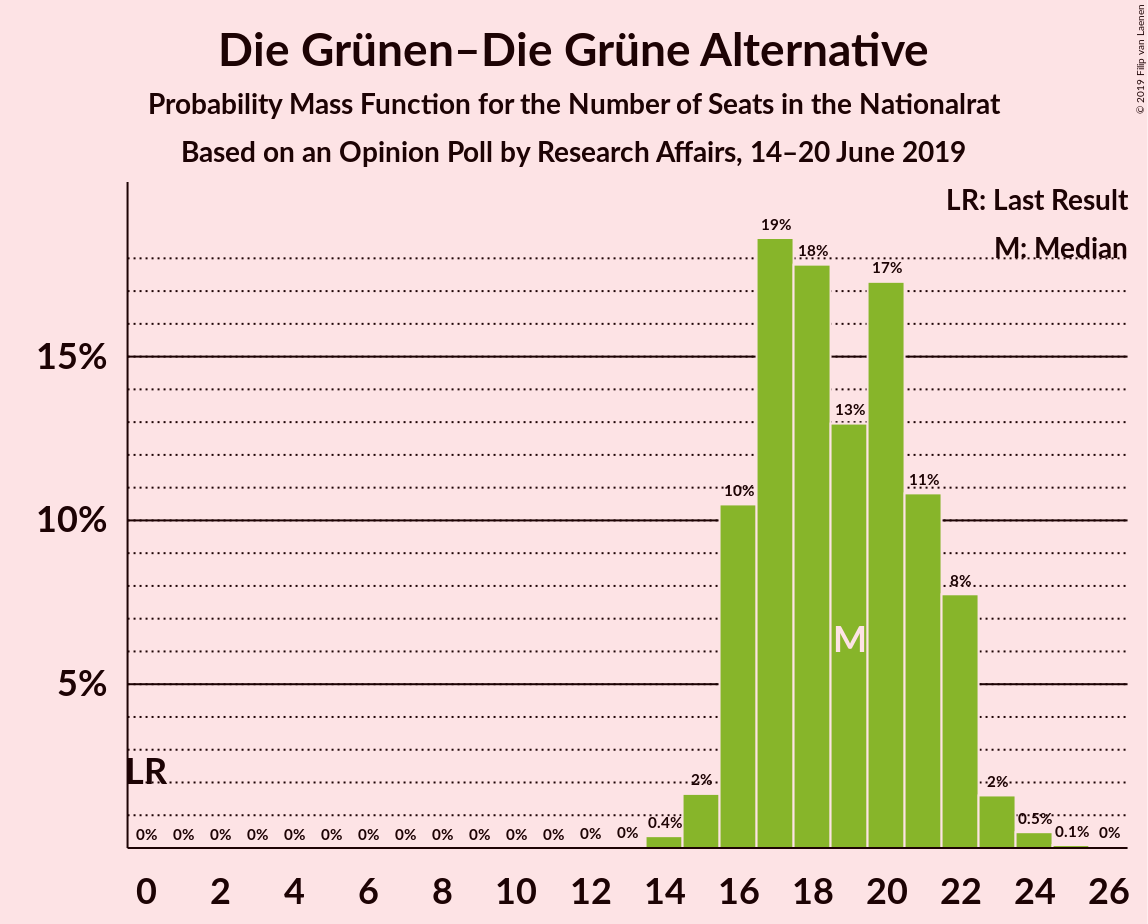 Die Grünen–Die Grüne Alternative
Probability Mass Function for the Number of Seats in the Nationalrat
Based on an Opinion Poll by Research Affairs, 14–20 June 2019
© 2019 Filip van Laenen
LR: Last Result
M: Median
15%
10%
5%
LR
M
0% 0% 0% 0% 0% 0% 0% 0% 0% 0% 0% 0% 0% 0% 0.4% 2% 10% 19% 18% 13% 17% 11% 8% 2% 0.5% 0.1% 0%
0 2 4 6 8 10 12 14 16 18 20 22 24 26